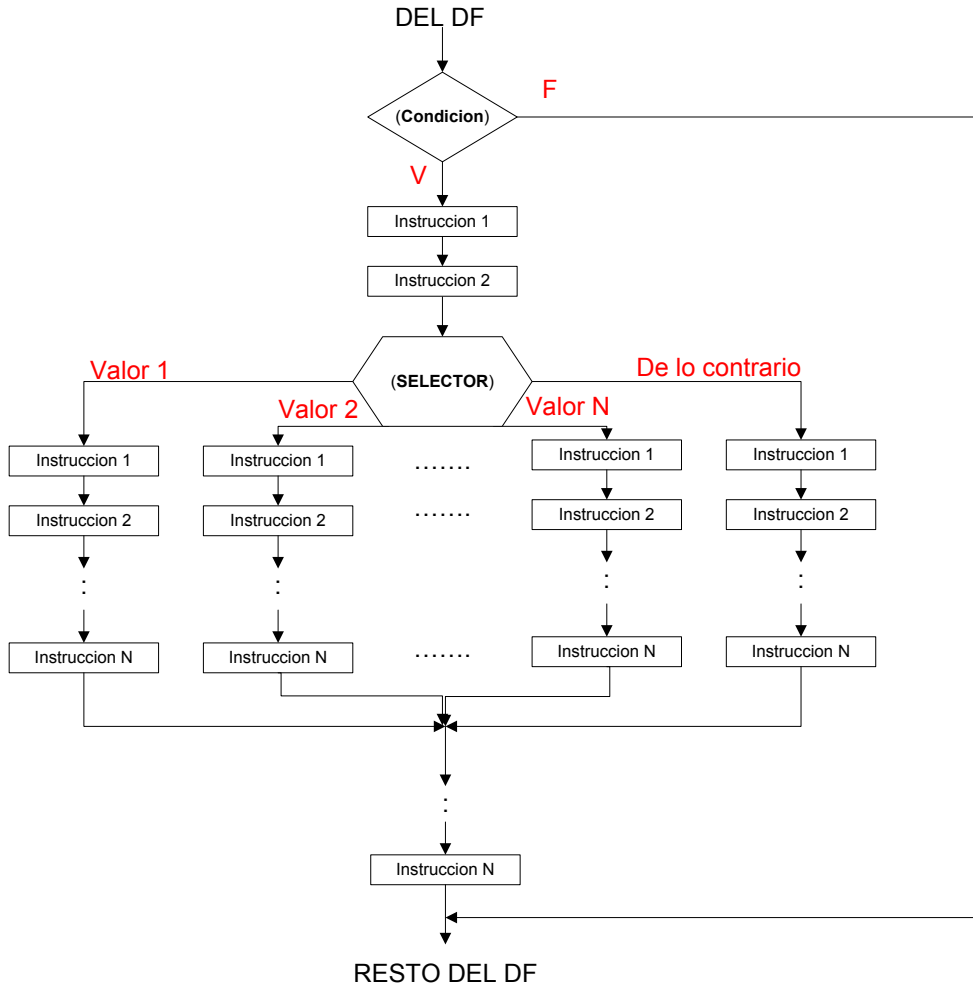 DEL DF
F
(Condicion)
V
Instruccion 1
Instruccion 2
Valor 1
(SELECTOR)
De lo contrario
Valor 2
Valor N
Instruccion 1
Instruccion 1
.......
Instruccion 1
Instruccion 1
Instruccion 2
Instruccion 2
.......
Instruccion 2
Instruccion 2
:
:
:
:
Instruccion N
Instruccion N
.......
Instruccion N
Instruccion N
:
Instruccion N
RESTO DEL DF